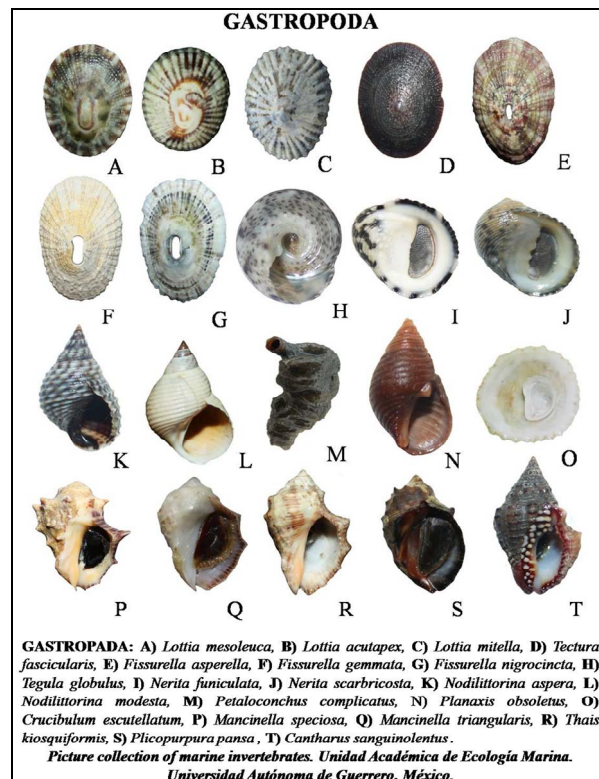 GASTROPODA
A
B
C
D
E
F
G
H
I
J
K
L
M
N
O
P
Q
R
S
T
GASTROPADA: A) Lottia mesoleuca, B) Lottia acutapex, C) Lottia mitella, D) Tectura
fascicularis, E) Fissurella asperella, F) Fissurella gemmata, G) Fissurella nigrocincta, H)
Tegula globulus, I) Nerita funiculata, J) Nerita scarbricosta, K) Nodilittorina aspera, L)
Nodilittorina modesta, M) Petaloconchus complicatus, N) Planaxis obsoletus, O)
Crucibulum escutellatum, P) Mancinella speciosa, Q) Mancinella triangularis, R) Thais
kiosquiformis, S) Plicopurpura pansa , T) Cantharus sanguinolentus .
Picture collection of marine invertebrates. Unidad Académica de Ecología Marina.
Universidad Autónoma de Guerrero. México.